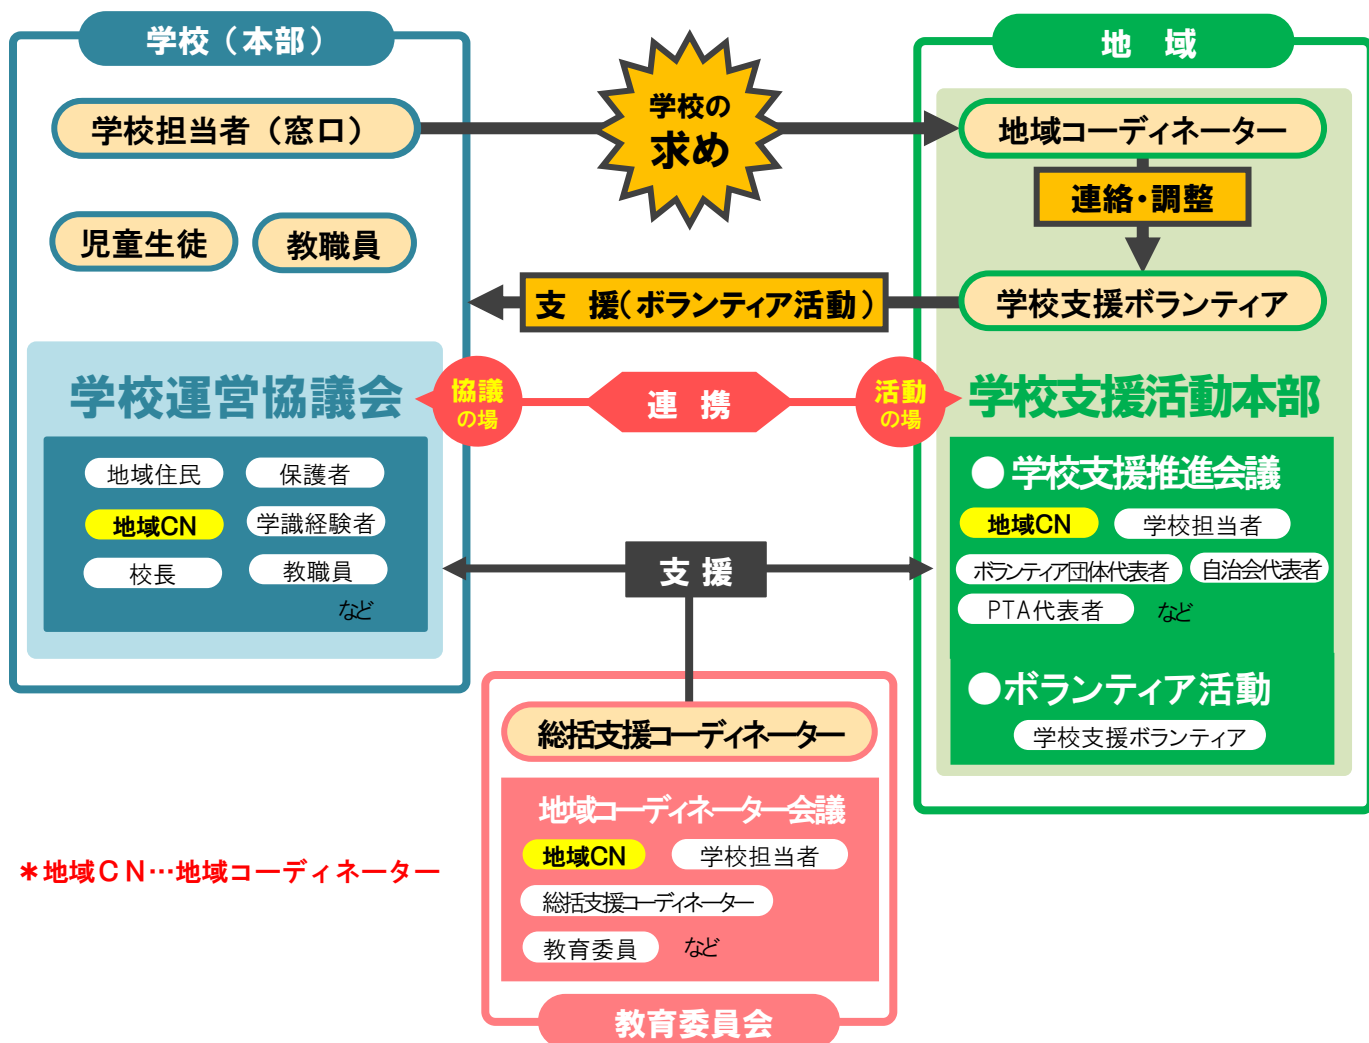 学校（本部）
学校担当者（窓口）
児童生徒
教職員
学校の
求め
地　域
地域コーディネーター
連絡・調整
学校支援ボランティア
支　援（ボランティア活動）
学校運営協議会
協議
の場
連　携
活動
の場
学校支援活動本部
地域住民
保護者
地域CN
学識経験者
校長
教職員
など
●学校支援推進会議
地域CN
学校担当者
ボランティア団体代表者
自治会代表者
PTA代表者
など
●ボランティア活動
学校支援ボランティア
支 援
総括支援コーディネーター
地域コーディネーター会議
地域CN
学校担当者
総括支援コーディネーター
教育委員
など
教育委員会
＊地域ＣＮ…地域コーディネーター